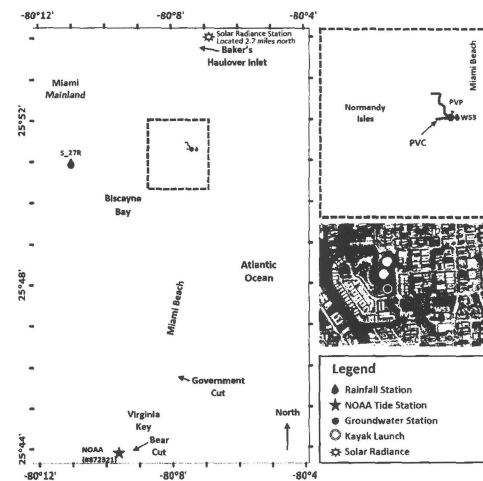 -80°12'
-80°8'
-80°4'
Solar Radiance Station
Located 2.7 miles north
Baker's
Haulover Inlet
Miami
Mainland
25°52'
S_27R
Biscayne
Bay
Atlantic
Ocean
25°48'
Miami Beach
Government
Cut
Virginia
Key
Bear
Cut
North
25°44'
NOAA
(#872321)
-80°12'
-80°8'
-80°4'
Miami Beach
Normandy
Isles
PVP
W53
PVC
W53
Legend
Rainfall Station
NOAA Tide Station
Groundwater Station
Kayak Launch
Solar Radiance